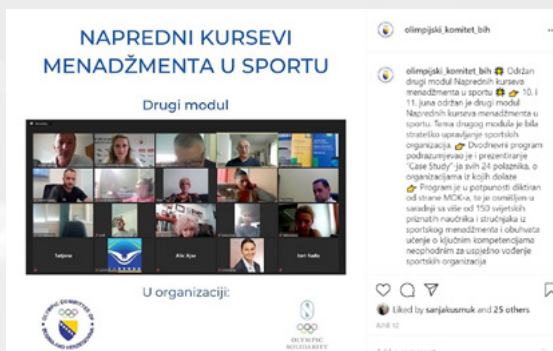 NAPREDNI KURSEVI
MENADŽMENTA U SPORTU
Drugi modul
Tatjana
U organizaciji:
OLYMPIC
SOLIDARITY
olimpijski_komitet_bih
olimpijski_komitet_bih Održan
drugi modul Naprednih kurseva
menadžmenta u sportu 10. i
11. juna održan je drugi modul
Naprednih kurseva menadžmenta u
sportu. Tema drugog modula je bila
strateško upravljanje sportskih
organizacija. Dvodnevni program
podrazumjevao je i prezentiranje
"Case Study"-ja svih 24 polaznika, o
organizacijama iz kojih dolaze
Program je u potpunosti diktiran
od strane MOK-a, te je osmišljen u
saradnji sa više od 150 svjetskih
priznatih naučnika i stručnjaka iz
sportskog menadžmenta i obuhvata
učenje o ključnim kompetencijama
neophodnim za uspješno vođenje
sportskih organizacija
Liked by sanjakusmuk and 25 others
JUNE 12